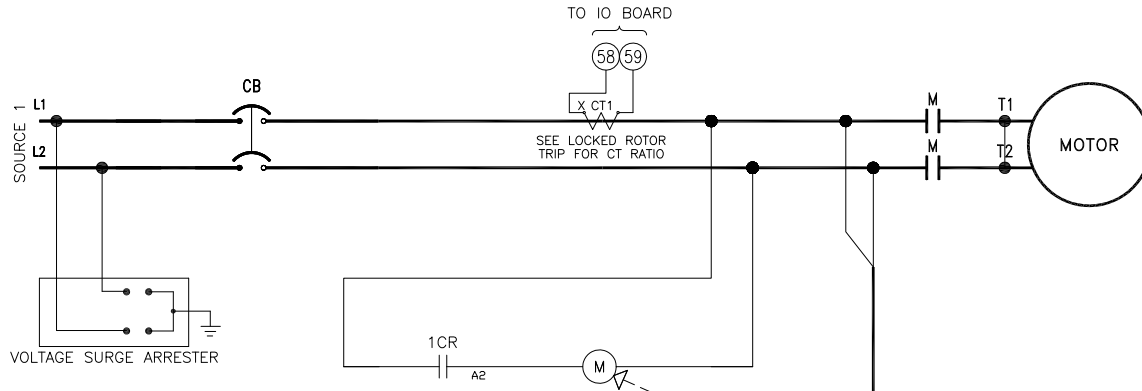 TO IO BOARD
58 59
CB
SOURCE 1
L1
X CT1
M
T1
SEE LOCKED ROTOR
TRIP FOR CT RATIO
L2
M
T2
MOTOR
VOLTAGE SURGE ARRESTER
1CR
A2
M